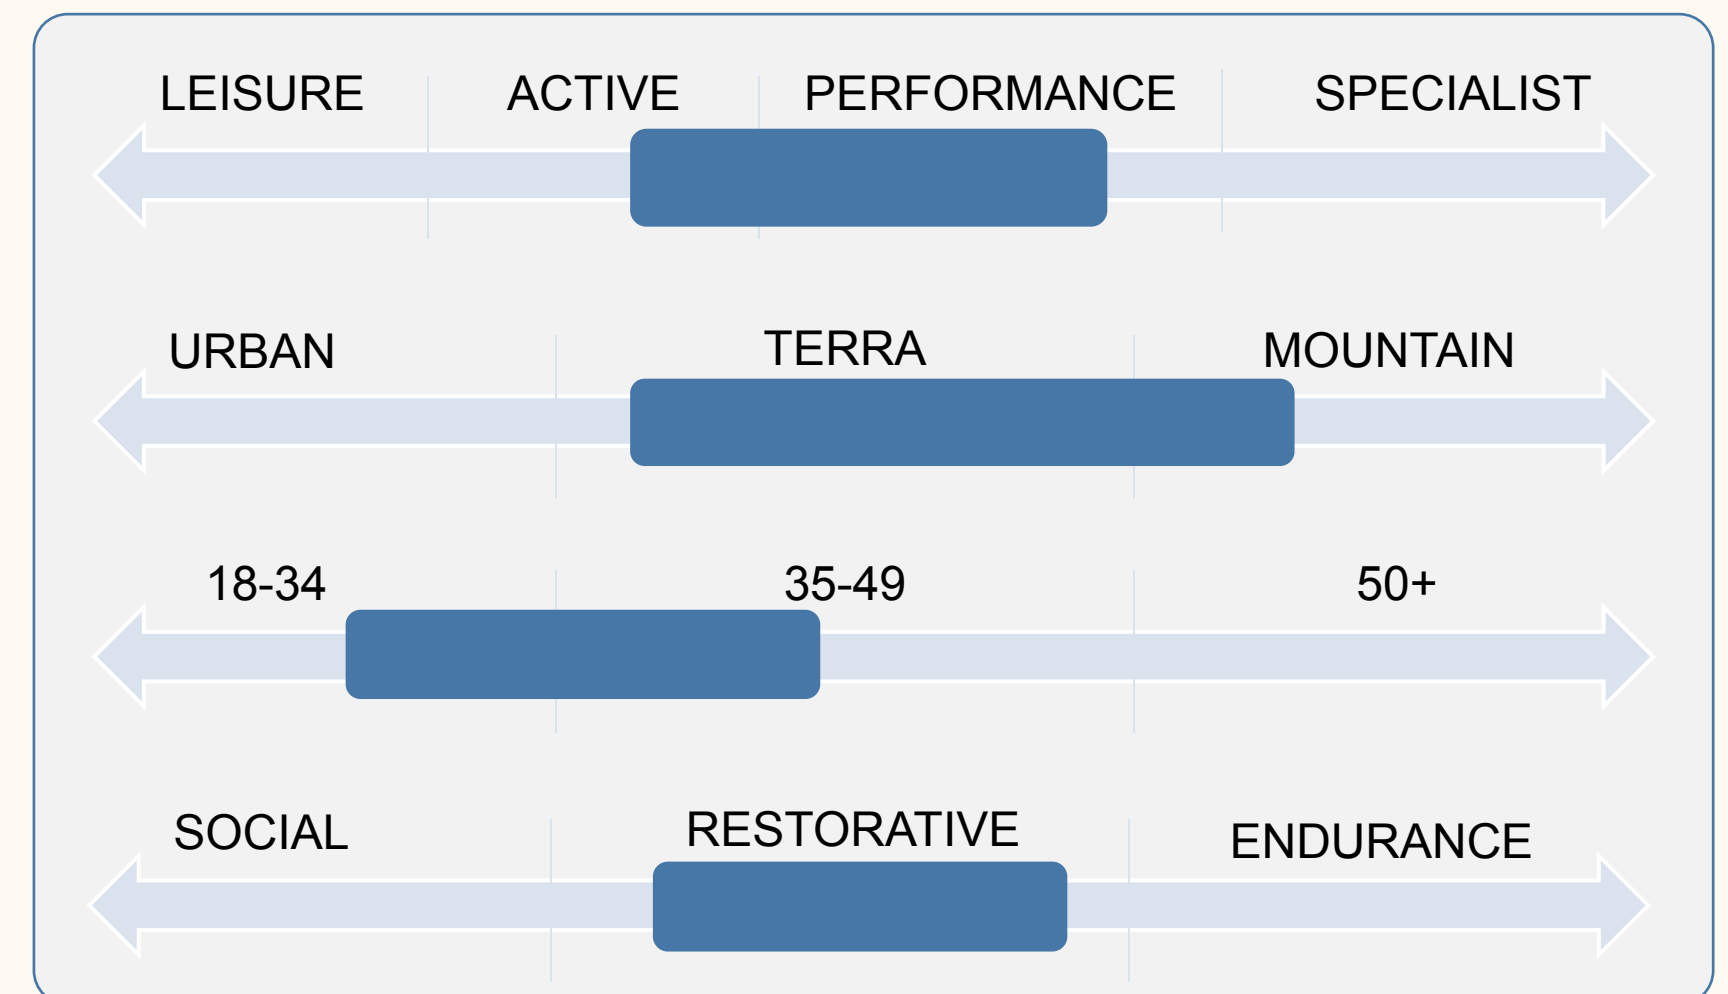 LEISURE ACTIVE PERFORMANCE SPECIALIST
URBAN TERRA MOUNTAIN
18-34 35-49 50+
SOCIAL RESTORATIVE ENDURANCE